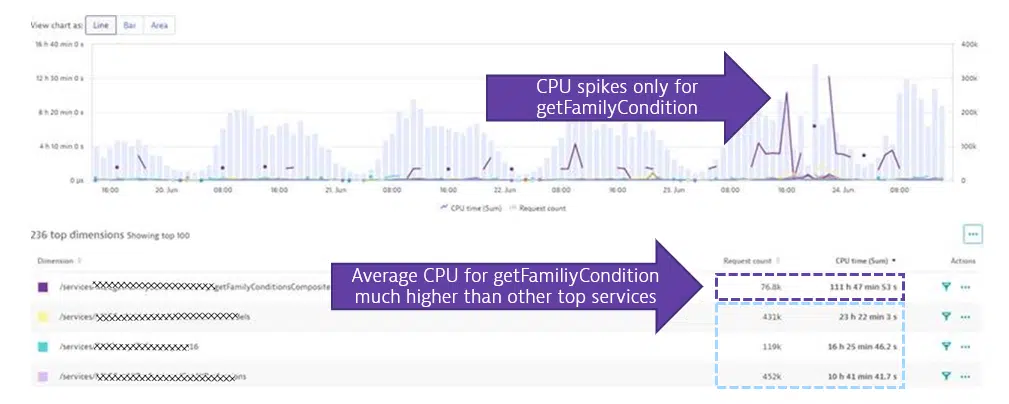 View chart as: Line Bar Area
16 h 40 min 0 s 400k
12 h 30 min 0 s 300k
CPU spikes only for
getFamilyCondition
8 h 20 min 0 s 200k
4 h 10 min 0 s 100k
0 µs 0
16:00 20. Jun 08:00 16:00 21. Jun 08:00 16:00 22. Jun 08:00 16:00 23. Jun 08:00 16:00 24. Jun 08:00
CPU time (Sum) Request count
236 top dimensions Showing top 100
Dimension Request count CPU time (Sum) Actions
Average CPU for getFamiliyCondition
much higher than other top services
/services/ getFamilyConditionsComposite 76.8k 111 h 47 min 53 s
/services/ dels 431k 23 h 22 min 3 s
/services/ 16 119k 16 h 25 min 46.2 s
/services/ ons 452k 10 h 41 min 41.7 s